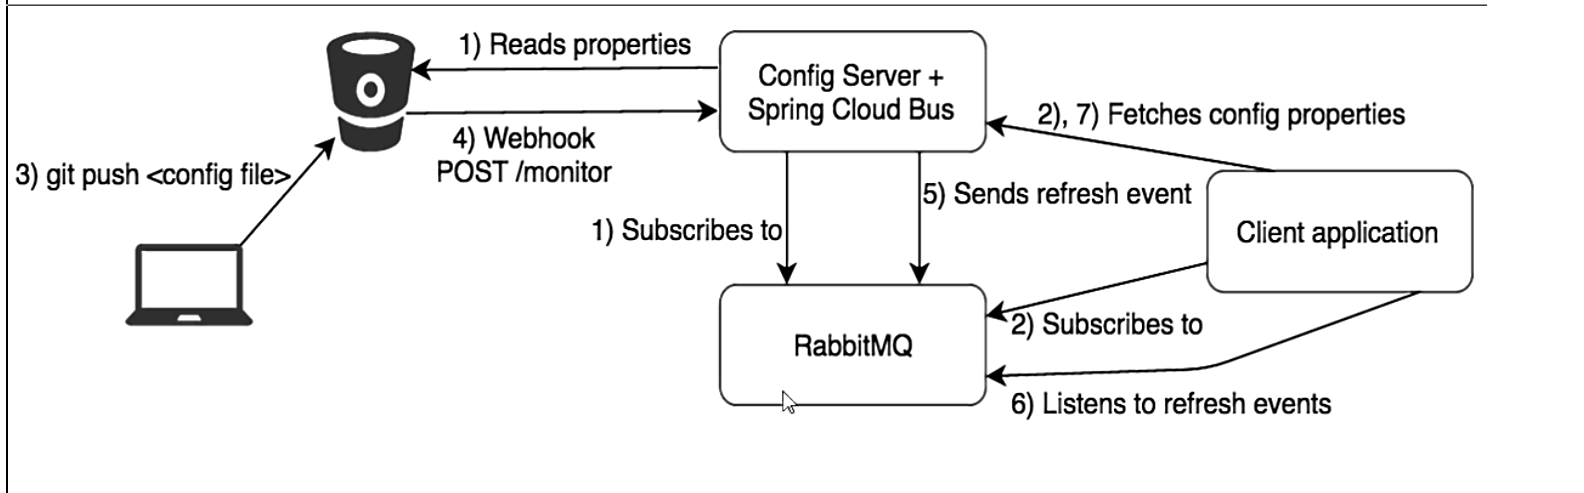 1) Reads properties
Config Server +
Spring Cloud Bus
2), 7) Fetches config properties
4) Webhook
POST /monitor
3) git push <config file>
5) Sends refresh event
1) Subscribes to
Client application
2) Subscribes to
RabbitMQ
6) Listens to refresh events